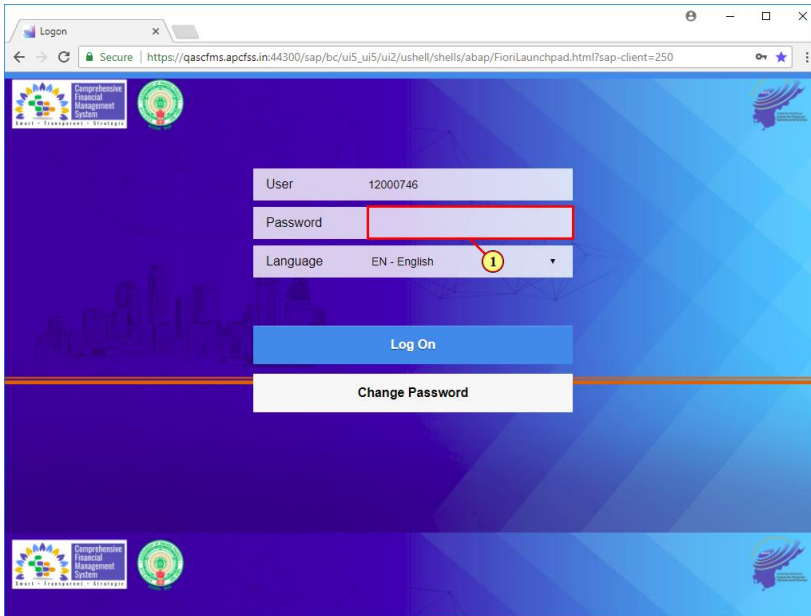 Logon
Secure https://qascfms.apcfss.in:44300/sap/bc/ui5_ui5/ui2/ushell/shells/abap/FioriLaunchpad.html?sap-client=250
Comprehensive
Financial
Management
System
Smart - Transparent - Strategic
User 12000746
Password
Language EN - English
1
Log On
Change Password
Comprehensive
Financial
Management
System
Smart - Transparent - Strategic